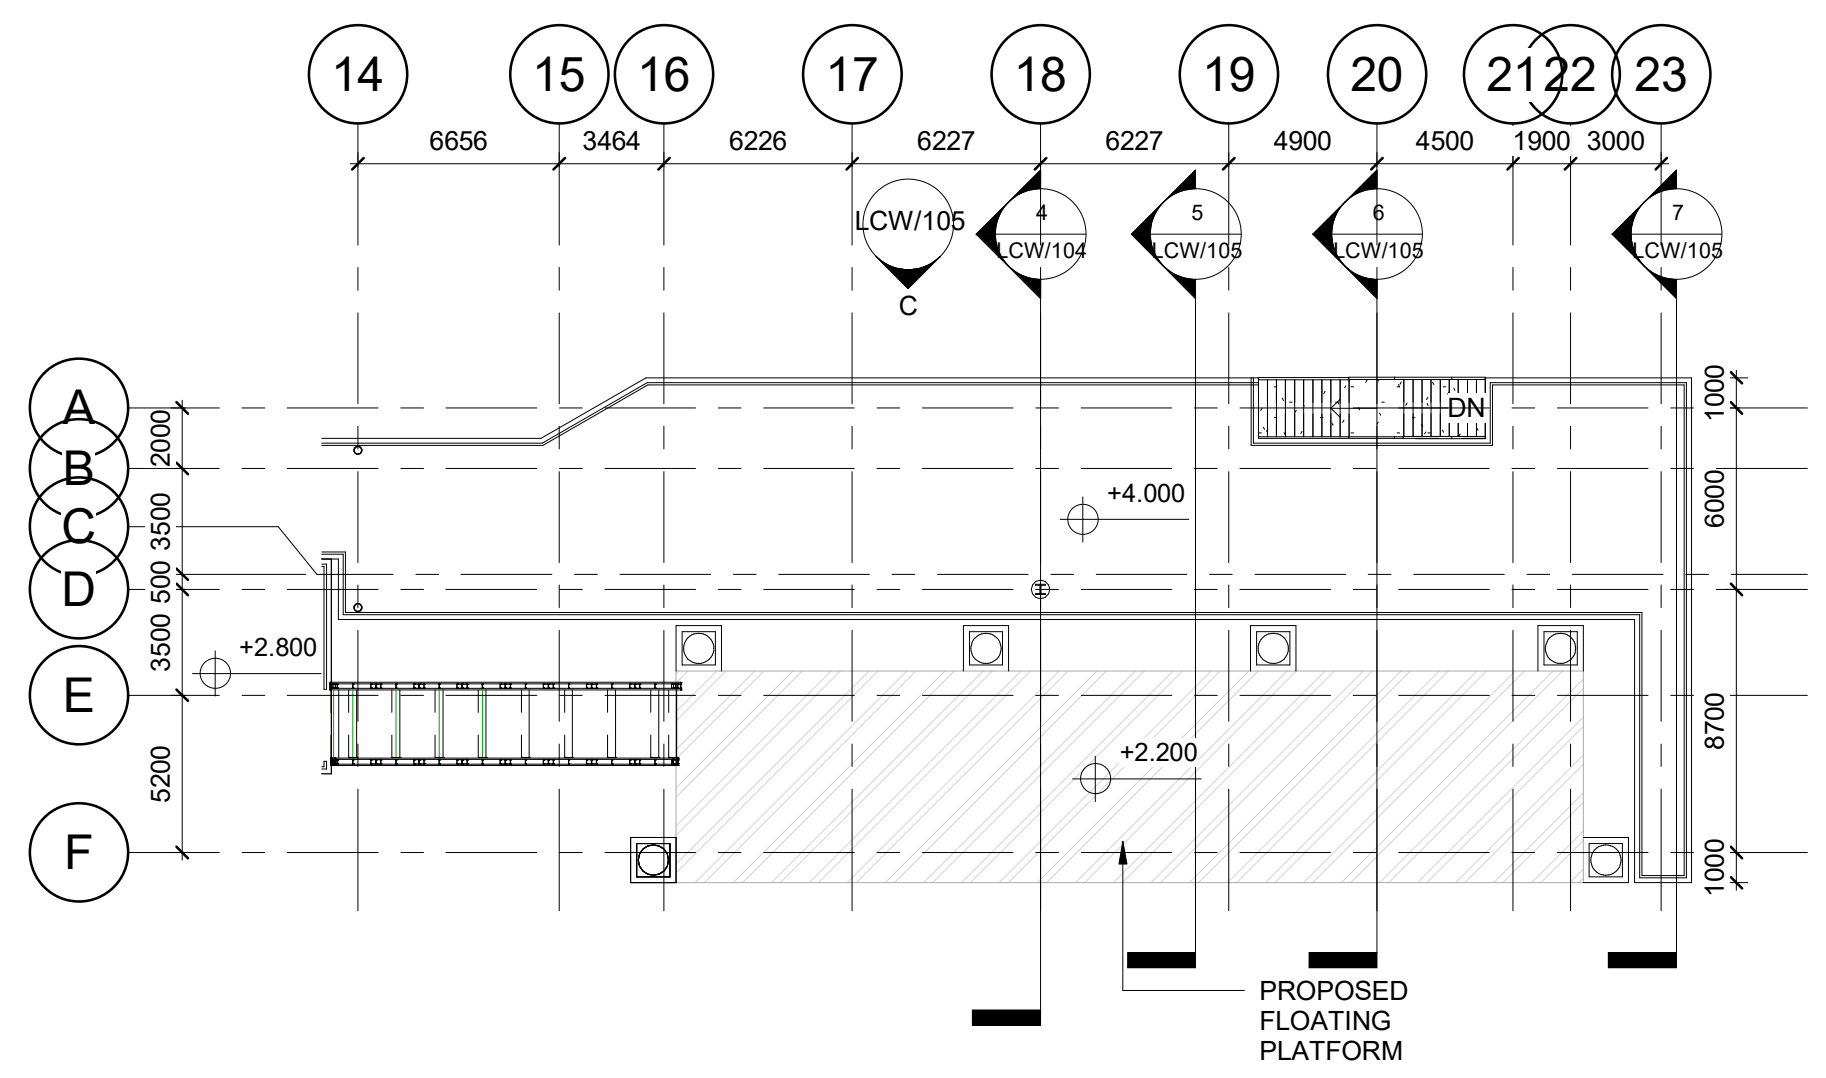 14 15 16 17 18 19 20 21 22 23
6656 3464 6226 6227 6227 4900 4500 1900 3000
LCW/105
C
4
LCW/104
5
LCW/105
6
LCW/105
7
LCW/105
A
B
C
D
E
F
2000
3500
500
3500
5200
1000
6000
8700
1000
DN
+4.000
+2.800
+2.200
PROPOSED
FLOATING
PLATFORM